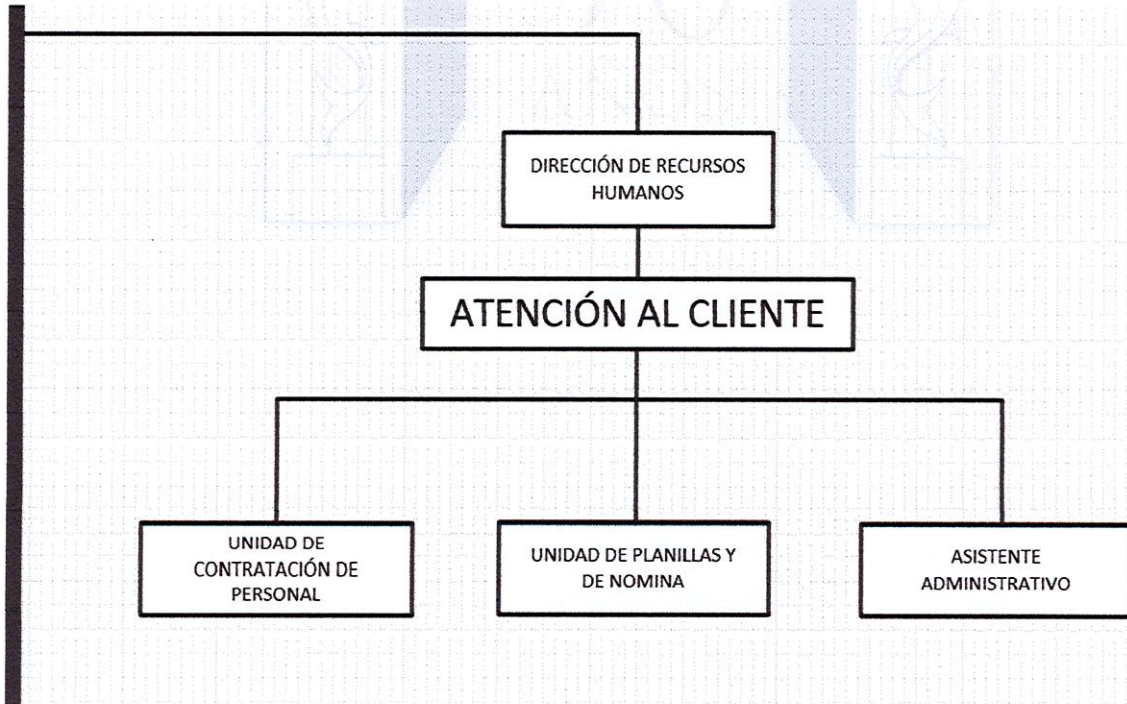 DIRECCIÓN DE RECURSOS
HUMANOS
ATENCIÓN AL CLIENTE
UNIDAD DE
CONTRATACIÓN DE
PERSONAL
UNIDAD DE PLANILLAS Y
DE NOMINA
ASISTENTE
ADMINISTRATIVO